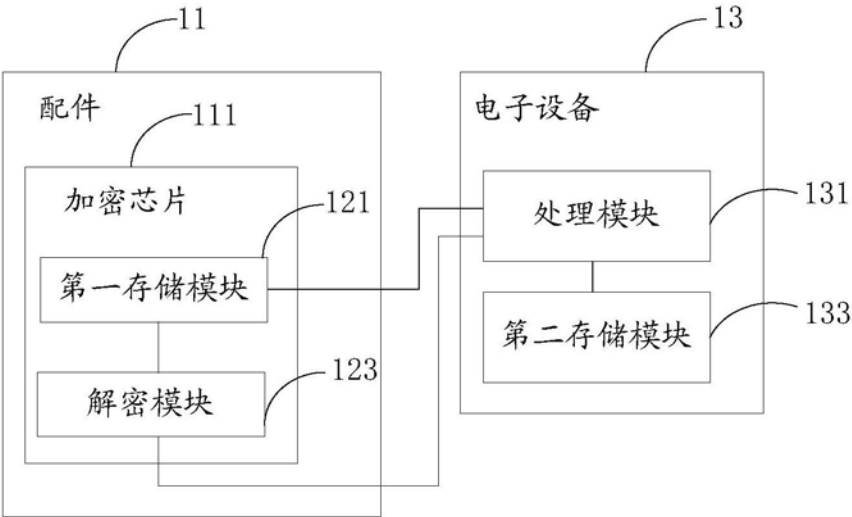 11
13
配件
电子设备
111
加密芯片
121
131
处理模块
第一存储模块
133
第二存储模块
123
解密模块